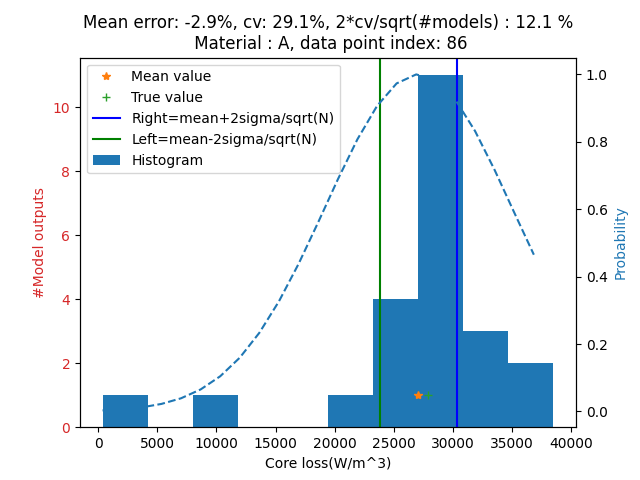 Mean error: -2.9%, cv: 29.1%, 2*cv/sqrt(#models) : 12.1 %
Material : A, data point index: 86
Mean value
True value
Right=mean+2sigma/sqrt(N)
Left=mean-2sigma/sqrt(N)
Histogram
#Model outputs
10
8
6
4
2
0
1.0
0.8
0.6
0.4
0.2
0.0
Probability
0 5000 10000 15000 20000 25000 30000 35000 40000
Core loss(W/m^3)